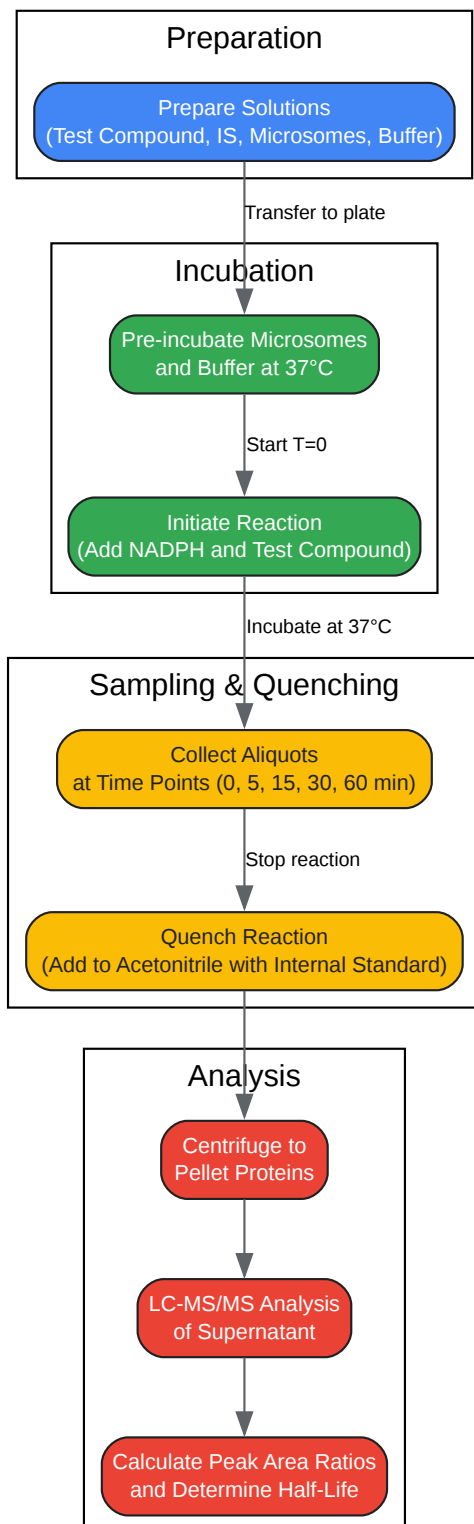 Preparation
Prepare Solutions
(Test Compound, IS, Microsomes, Buffer)
Transfer to plate
Incubation
Pre-incubate Microsomes
and Buffer at 37°C
Start T=0
Initiate Reaction
(Add NADPH and Test Compound)
Incubate at 37°C
Sampling & Quenching
Collect Aliquots
at Time Points (0, 5, 15, 30, 60 min)
Stop reaction
Quench Reaction
(Add to Acetonitrile with Internal Standard)
Analysis
Centrifuge to
Pellet Proteins
LC-MS/MS Analysis
of Supernatant
Calculate Peak Area Ratios
and Determine Half-Life